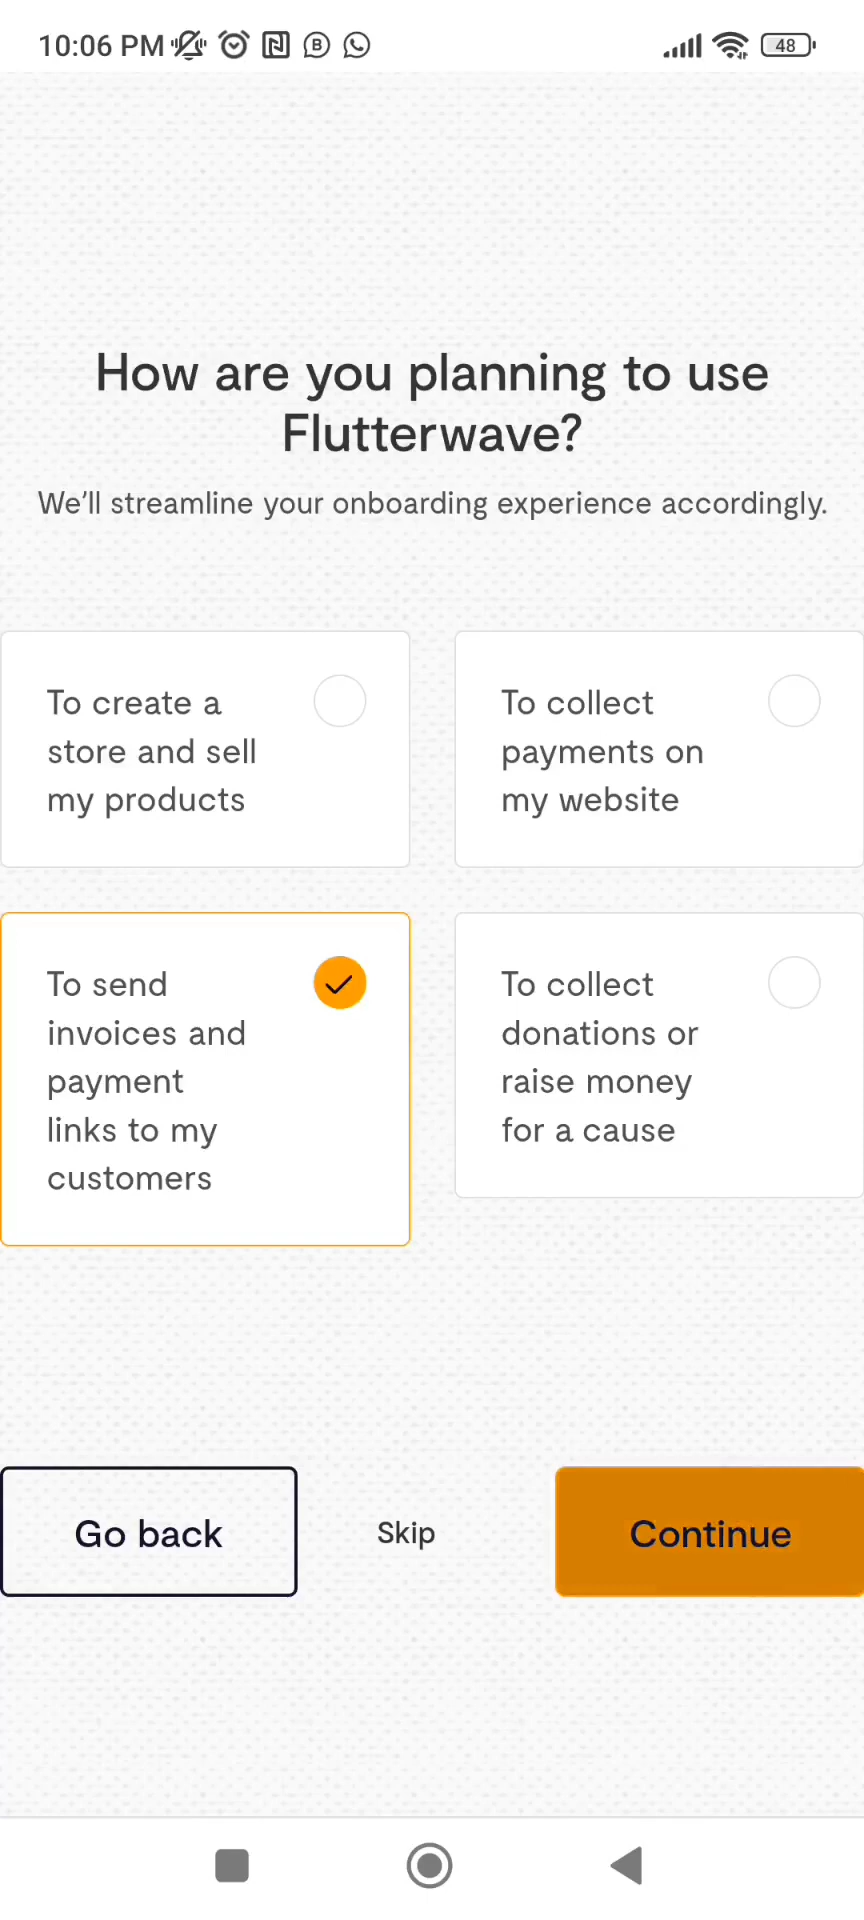 10:06 PM
48
How are you planning to use
Flutterwave?
We’ll streamline your onboarding experience accordingly.
To create a
store and sell
my products
To collect
payments on
my website
To send
invoices and
payment
links to my
customers
To collect
donations or
raise money
for a cause
Go back
Skip
Continue